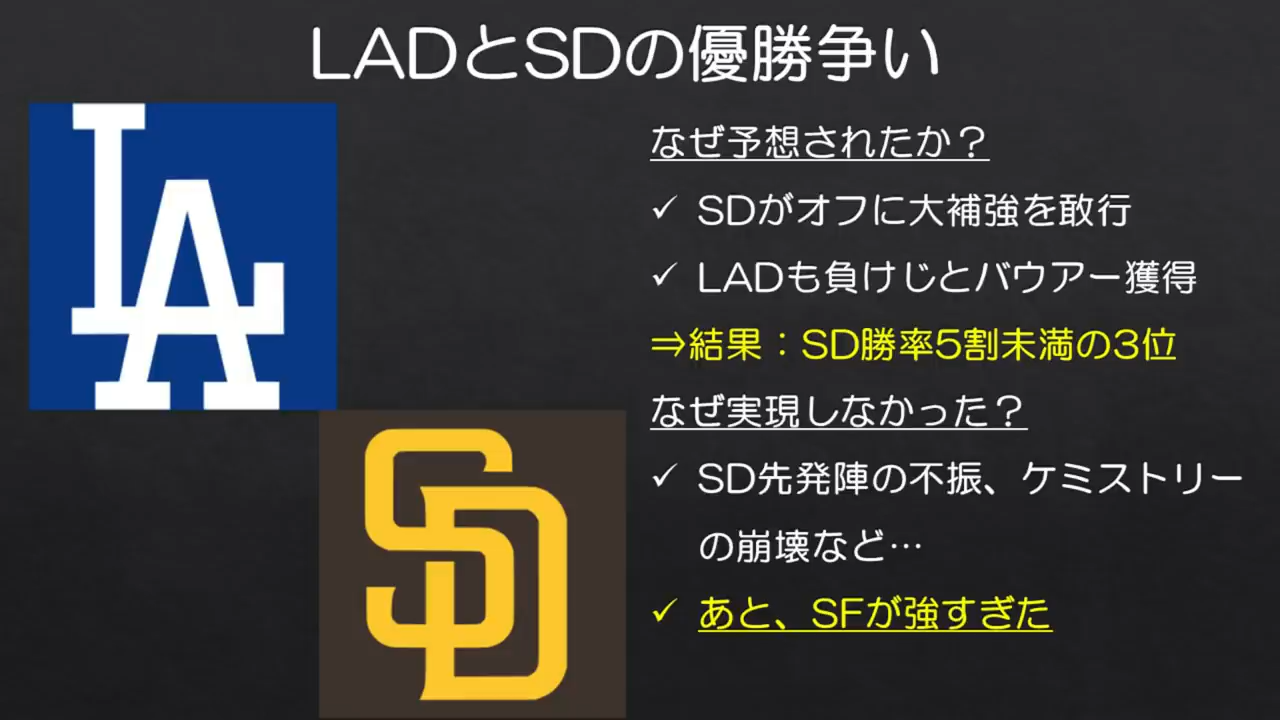 LADとSDの優勝争い
LA
SD
なぜ予想されたか？
✓ SDがオフに大補強を敢行
✓ LADも負けじとバウアー獲得
⇒結果：SD勝率5割未満の3位
なぜ実現しなかった？
✓ SD先発陣の不振、ケミストリー
の崩壊など…
✓ あと、SFが強すぎた